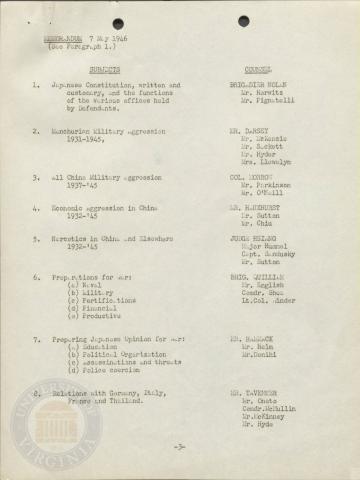 MEMORANDUM 7 May 1946
(See Paragraph 1.)
SUBJECTS COUNSEL
1. Japanese Constitution, written and BRIGADIER NOLAN
customary, and the functions Mr. Horwitz
of the various offices held Mr. Pignatelli
by Defendants.
2. Manchurian Military Aggression MR. DARSEY
1931-1945. Mr. McKenzie
Mr. Sackett
Mr. Hyder
Mrs. Llewelyn
3. All China Military Aggression COL. MORROW
1937-'45 Mr. Parkinson
Mr. O'Neill
4. Economic Aggression in China MR. HAUXHURST
1932-'45 Mr. Sutton
Mr. Chiu
5. Narcotics in China and Elsewhere JUDGE HSIANG
1932-'45 Major Hummel
Capt. Sandusky
Mr. Sutton
6. Preparations for War: BRIG. QUILLIAM
(a) Naval Mr. English
(b) Military Comdr. Shea
(c) Fortifications Lt.Col.
(d) Financial
(e) Productive
7. Preparing Japanese Opinion for War: MR. HAMMACK
(a) Education Mr. Helm
(b) Political Organization Mr. Donihi
(c) Assassinations and threats
(d) Police coercion
8. Relations with Germany, Italy, MR. TAVENNER
France and Thailand. Mr. Oneto
Comdr.McMullin
Mr.McKinney
Mr. Hyde
-3-
UNIVERSITY
VIRGINIA